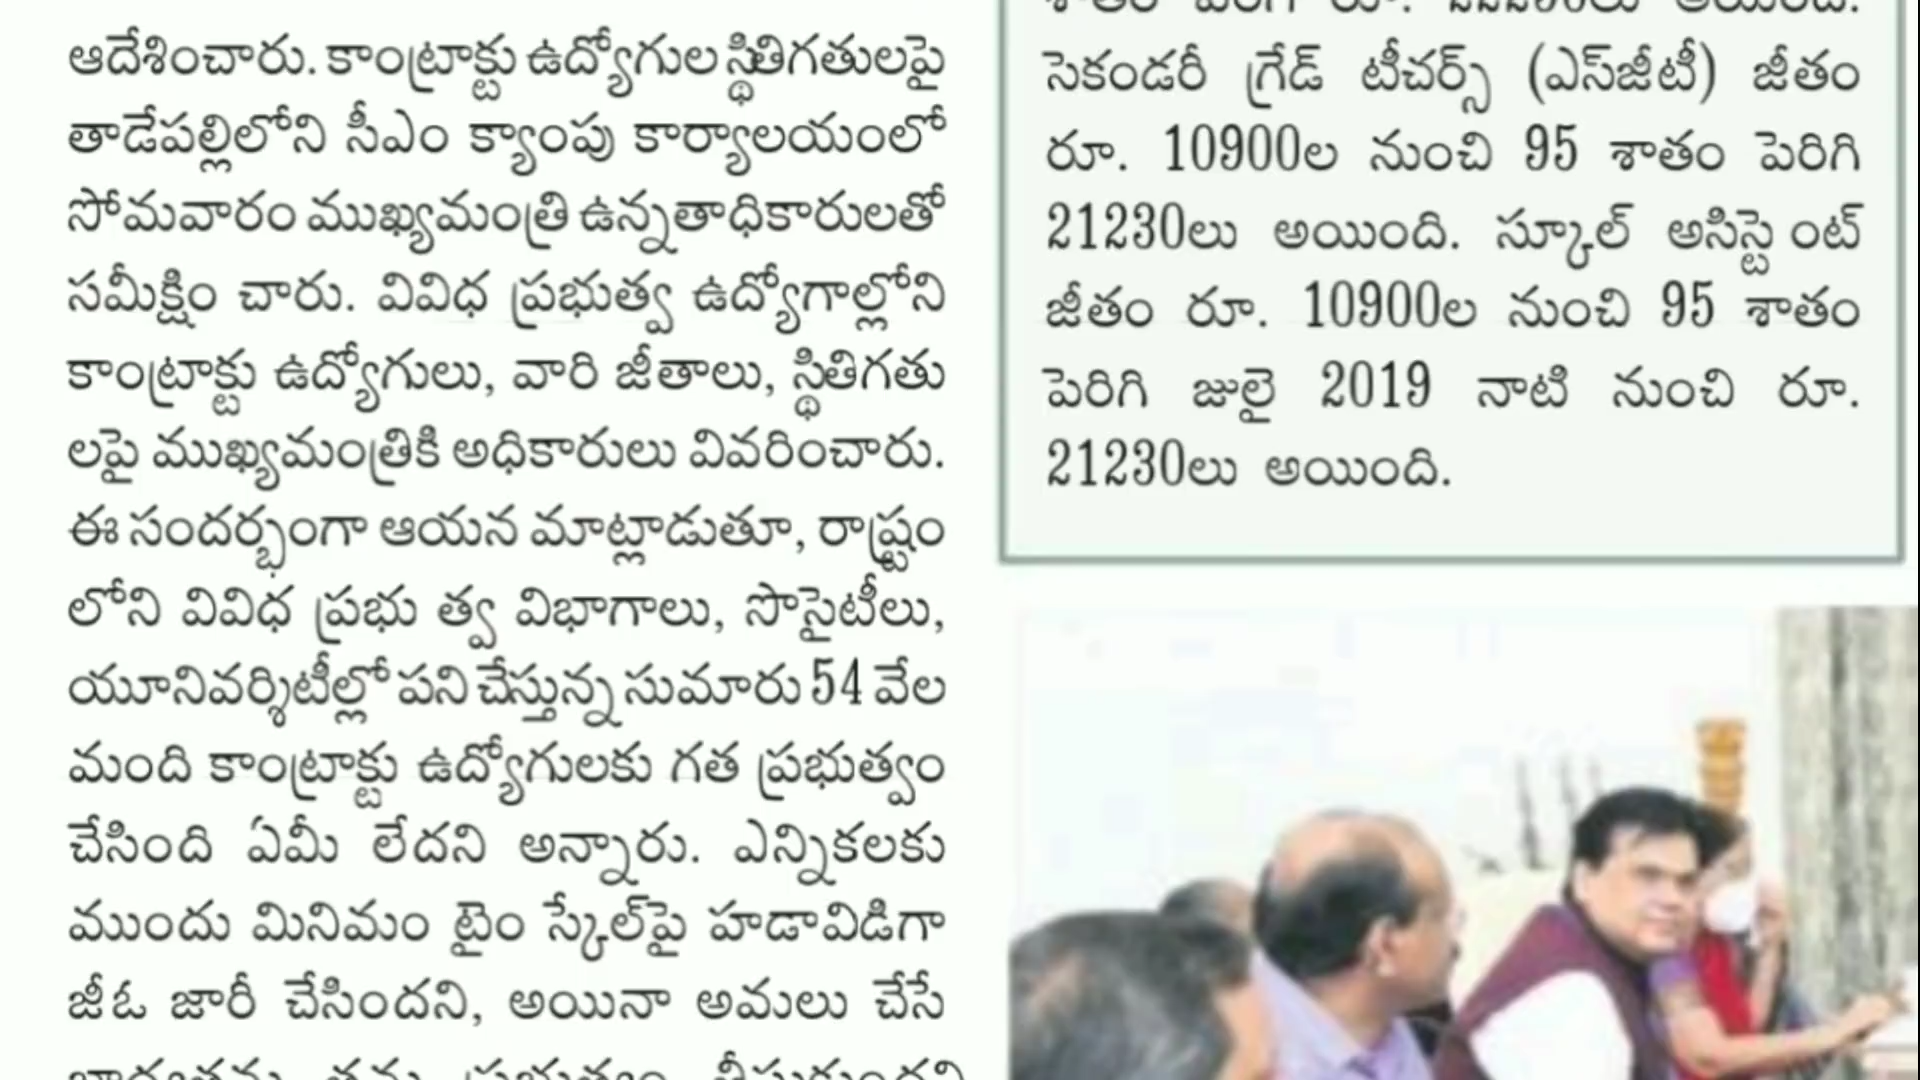 ఆదేశించారు. కాంట్రాక్టు ఉద్యోగుల స్థితిగతులపై
తాడేపల్లిలోని సీఎం క్యాంపు కార్యాలయంలో
సోమవారం ముఖ్యమంత్రి ఉన్నతాధికారులతో
సమీక్షిం చారు. వివిధ ప్రభుత్వ ఉద్యోగాల్లోని
కాంట్రాక్టు ఉద్యోగులు, వారి జీతాలు, స్థితిగతు
లపై ముఖ్యమంత్రికి అధికారులు వివరించారు.
ఈ సందర్భంగా ఆయన మాట్లాడుతూ, రాష్ట్రం
లోని వివిధ ప్రభు త్వ విభాగాలు, సొసైటీలు,
యూనివర్శిటీల్లో పని చేస్తున్న సుమారు 54 వేల
మంది కాంట్రాక్టు ఉద్యోగులకు గత ప్రభుత్వం
చేసింది ఏమీ లేదని అన్నారు. ఎన్నికలకు
ముందు మినిమం టైం స్కేల్‌పై హడావిడిగా
జీఓ జారీ చేసిందని, అయినా అమలు చేసే
సెకండరీ గ్రేడ్ టీచర్స్ (ఎస్‌జీటీ) జీతం
రూ. 10900ల నుంచి 95 శాతం పెరిగి
21230లు అయింది. స్కూల్ అసిస్టెంట్
జీతం రూ. 10900ల నుంచి 95 శాతం
పెరిగి జులై 2019 నాటి నుంచి రూ.
21230లు అయింది.